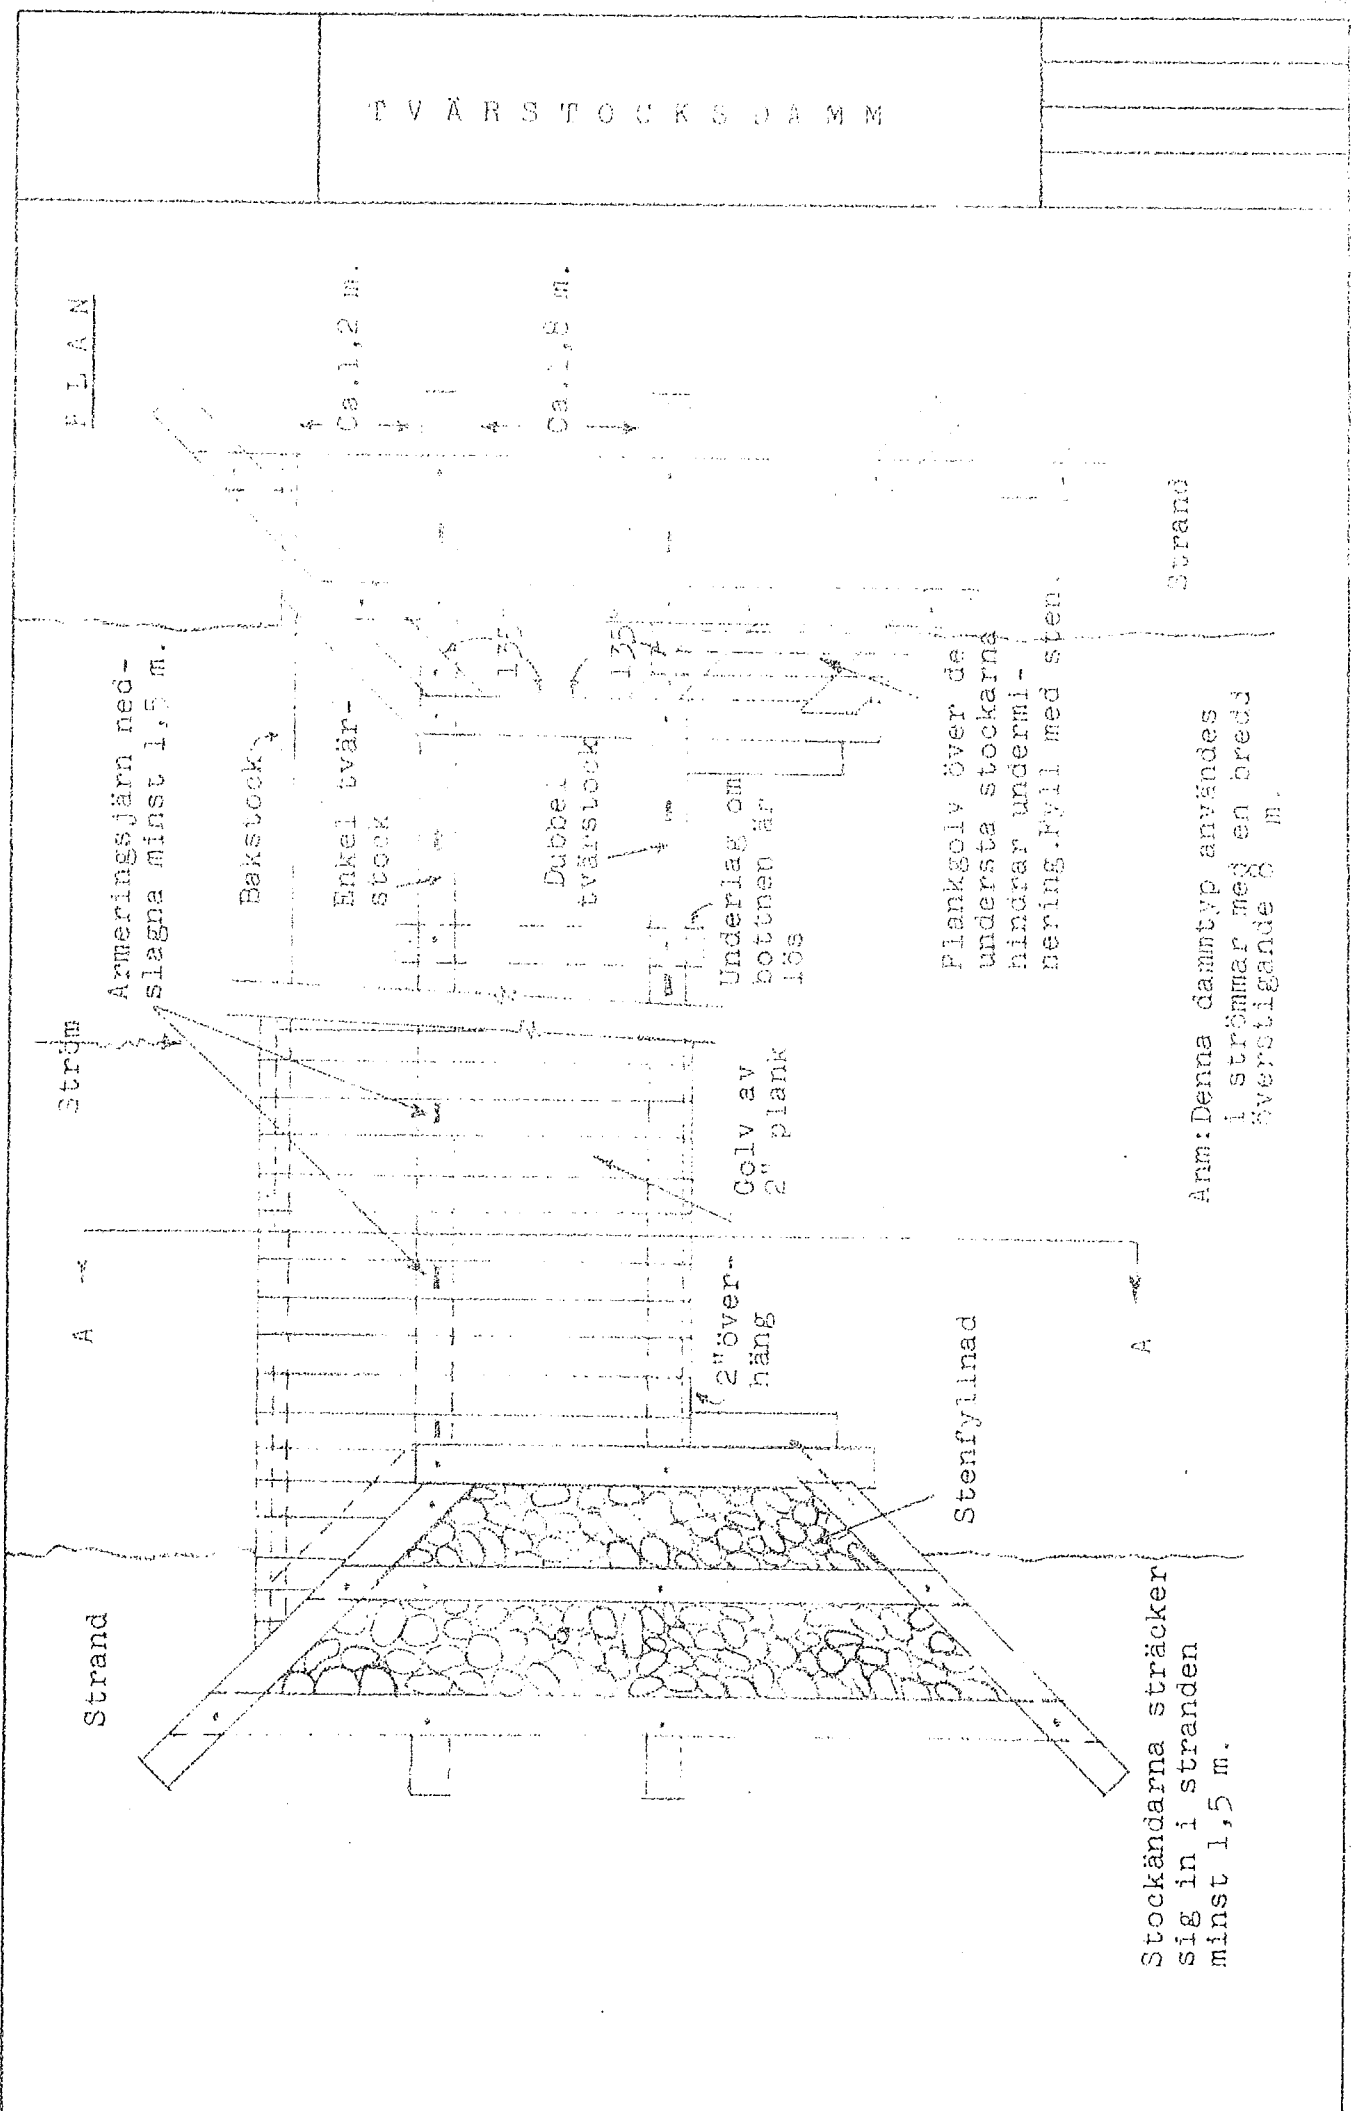 TVÄRSTOCKSDAMM
PLAN
Strand
Ström
Armeringsjärn ned-
slagna minst 1,5 m.
Bakstock
Enkel tvär-
stock
Dubbel
tvärstock
Ca.1,2 m.
Ca.1,8 m.
135°
135°
A
A
2"över-
häng
Golv av
2" plank
Underlag om
bottnen är
lös
Stenfyllnad
Plankgolv över de
understa stockarna
hindrar undermi-
nering.Fyll med sten.
Strand
Stockändarna sträcker
sig in i stranden
minst 1,5 m.
Anm:Denna dammtyp användes
i strömmar med en bredd
överstigande m.